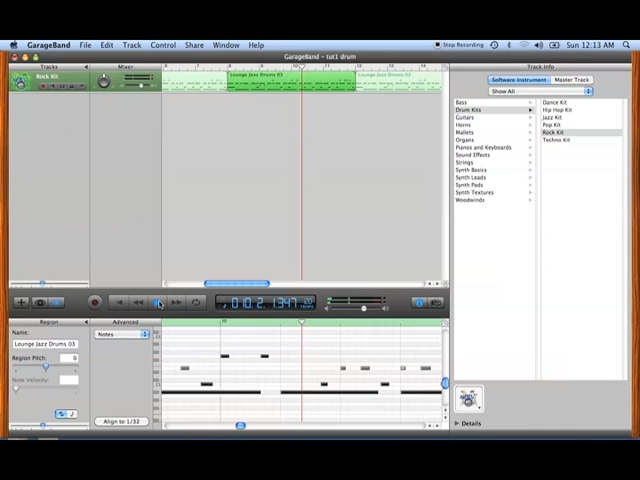 GarageBand File Edit Track Control Share Window Help Stop Recording Sun 12:13 AM
GarageBand – tut1 drum
Tracks Mixer Track Info
Rock Kit
Lounge Jazz Drums 03 Lounge Jazz Drums 03
Software Instrument Master Track
Show All
Bass Dance Kit
Drum Kits Hip Hop Kit
Guitars Jazz Kit
Horns Pop Kit
Mallets Rock Kit
Organs Techno Kit
Pianos and Keyboards
Sound Effects
Strings
Synth Basics
Synth Leads
Synth Pads
Synth Textures
Woodwinds
010.2.1.347
Region Advanced
Name: Notes
Lounge Jazz Drums 03
Region Pitch: 0
Note Velocity:
Align to 1/32
Details